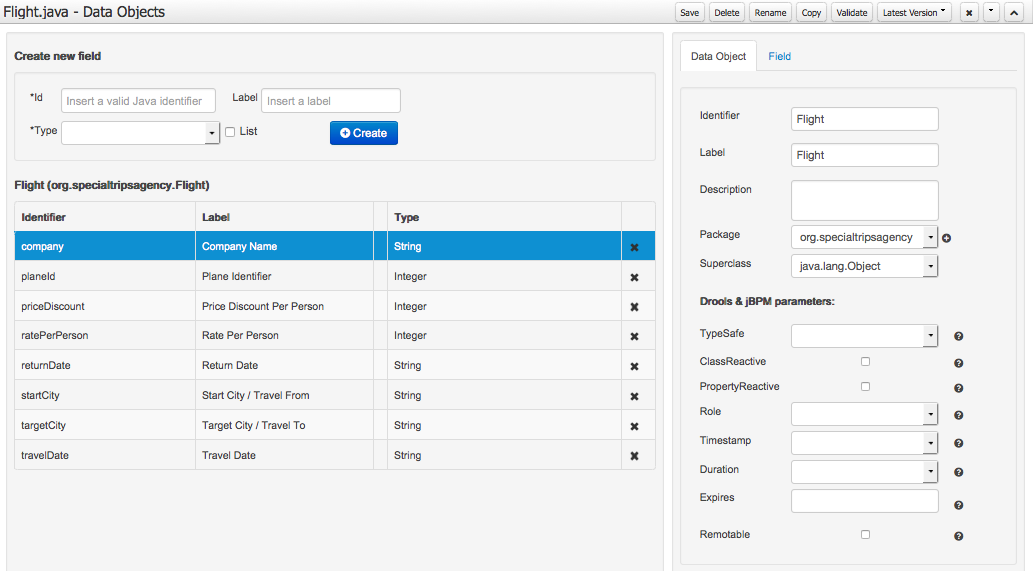 Flight.java - Data Objects
Save Delete Rename Copy Validate Latest Version
Create new field
*Id Insert a valid Java identifier Label Insert a label
*Type List Create
Flight (org.specialtripsagency.Flight)
Identifier Label Type
company Company Name String
planeId Plane Identifier Integer
priceDiscount Price Discount Per Person Integer
ratePerPerson Rate Per Person Integer
returnDate Return Date String
startCity Start City / Travel From String
targetCity Target City / Travel To String
travelDate Travel Date String
Data Object Field
Identifier Flight
Label Flight
Description
Package org.specialtripsagency
Superclass java.lang.Object
Drools & jBPM parameters:
TypeSafe
ClassReactive
PropertyReactive
Role
Timestamp
Duration
Expires
Remotable